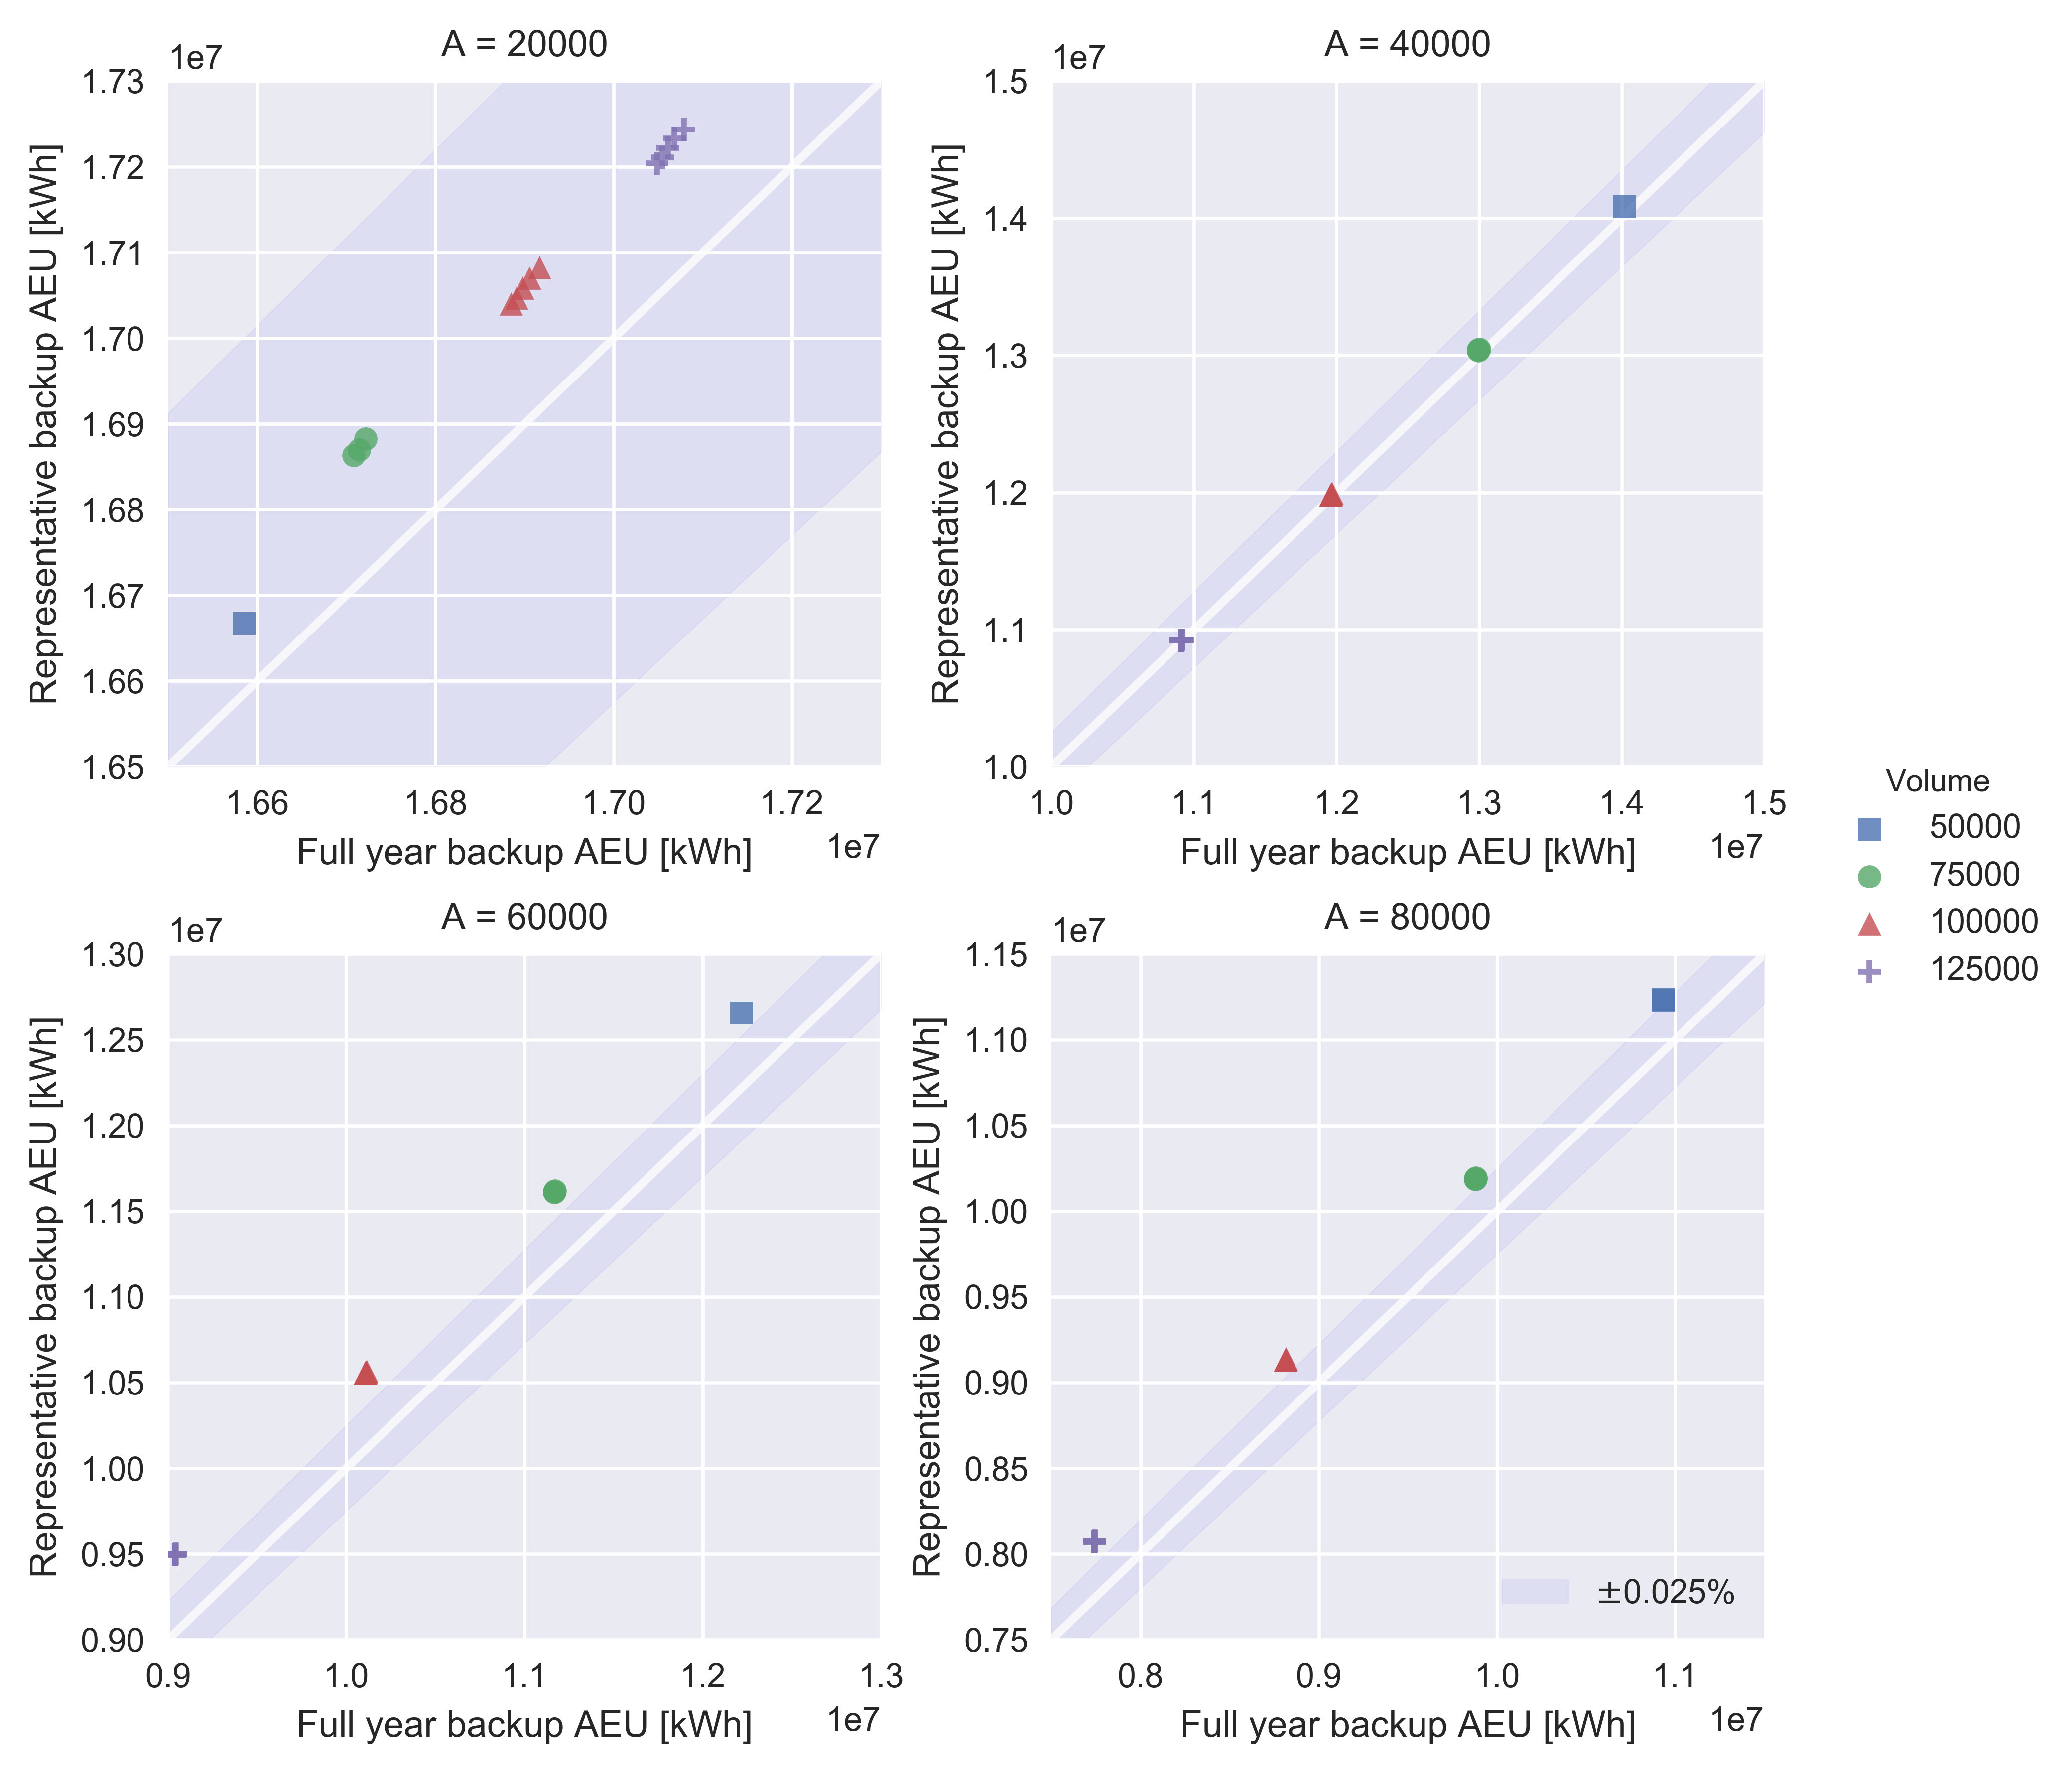 A = 20000
1e7
1.73
1.72
1.71
1.70
1.69
1.68
1.67
1.66
1.65
Representative backup AEU [kWh]
1.66 1.68 1.70 1.72
Full year backup AEU [kWh]
1e7
A = 40000
1e7
1.5
1.4
1.3
1.2
1.1
1.0
Representative backup AEU [kWh]
1.0 1.1 1.2 1.3 1.4 1.5
Full year backup AEU [kWh]
1e7
Volume
50000
75000
100000
125000
A = 60000
1e7
1.30
1.25
1.20
1.15
1.10
1.05
1.00
0.95
0.90
Representative backup AEU [kWh]
0.9 1.0 1.1 1.2 1.3
Full year backup AEU [kWh]
1e7
A = 80000
1e7
1.15
1.10
1.05
1.00
0.95
0.90
0.85
0.80
0.75
Representative backup AEU [kWh]
±0.025%
0.8 0.9 1.0 1.1
Full year backup AEU [kWh]
1e7